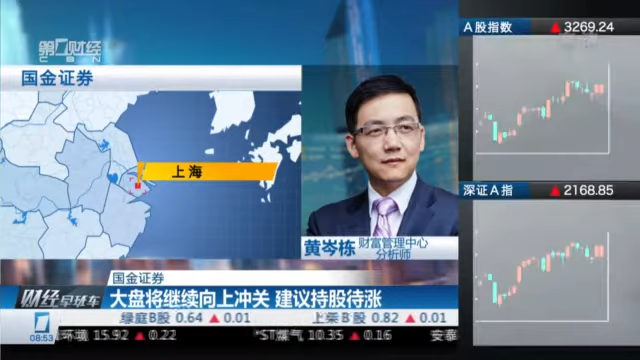 第一财经
CBN
A股指数 ▲3269.24
国金证券
上海
深证A指 ▲2168.85
黄岑栋 财富管理中心
分析师
国金证券
财经早班车 大盘将继续向上冲关 建议持股待涨
绿庭B股 0.64 ▲0.01 上柴B股 0.82 ▲0.01
08:53 环境 15.92 ▲0.22 *ST煤气 10.35 ▲0.16 安泰